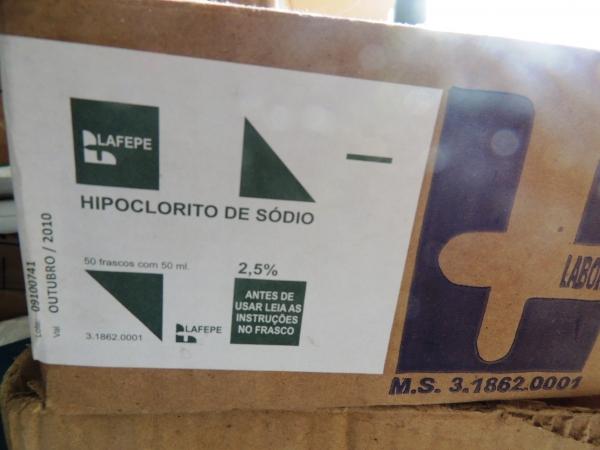 LAFEPE
HIPOCLORITO DE SÓDIO
50 frascos com 50 ml.
2,5%
ANTES DE
USAR LEIA AS
INSTRUÇÕES
NO FRASCO
LAFEPE
3.1862.0001
Lote: 09100741
Val. OUTUBRO / 2010
LABOR
M.S. 3.1862.0001